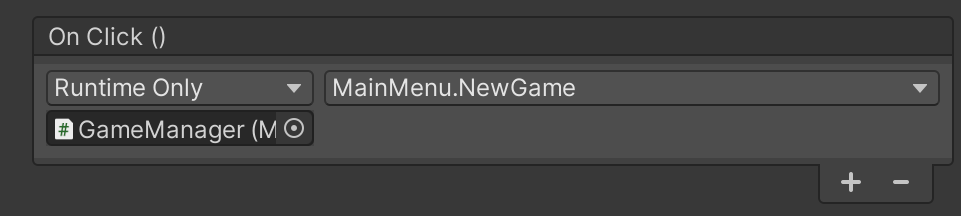 On Click ()
Runtime Only
MainMenu.NewGame
# GameManager (M
+ −